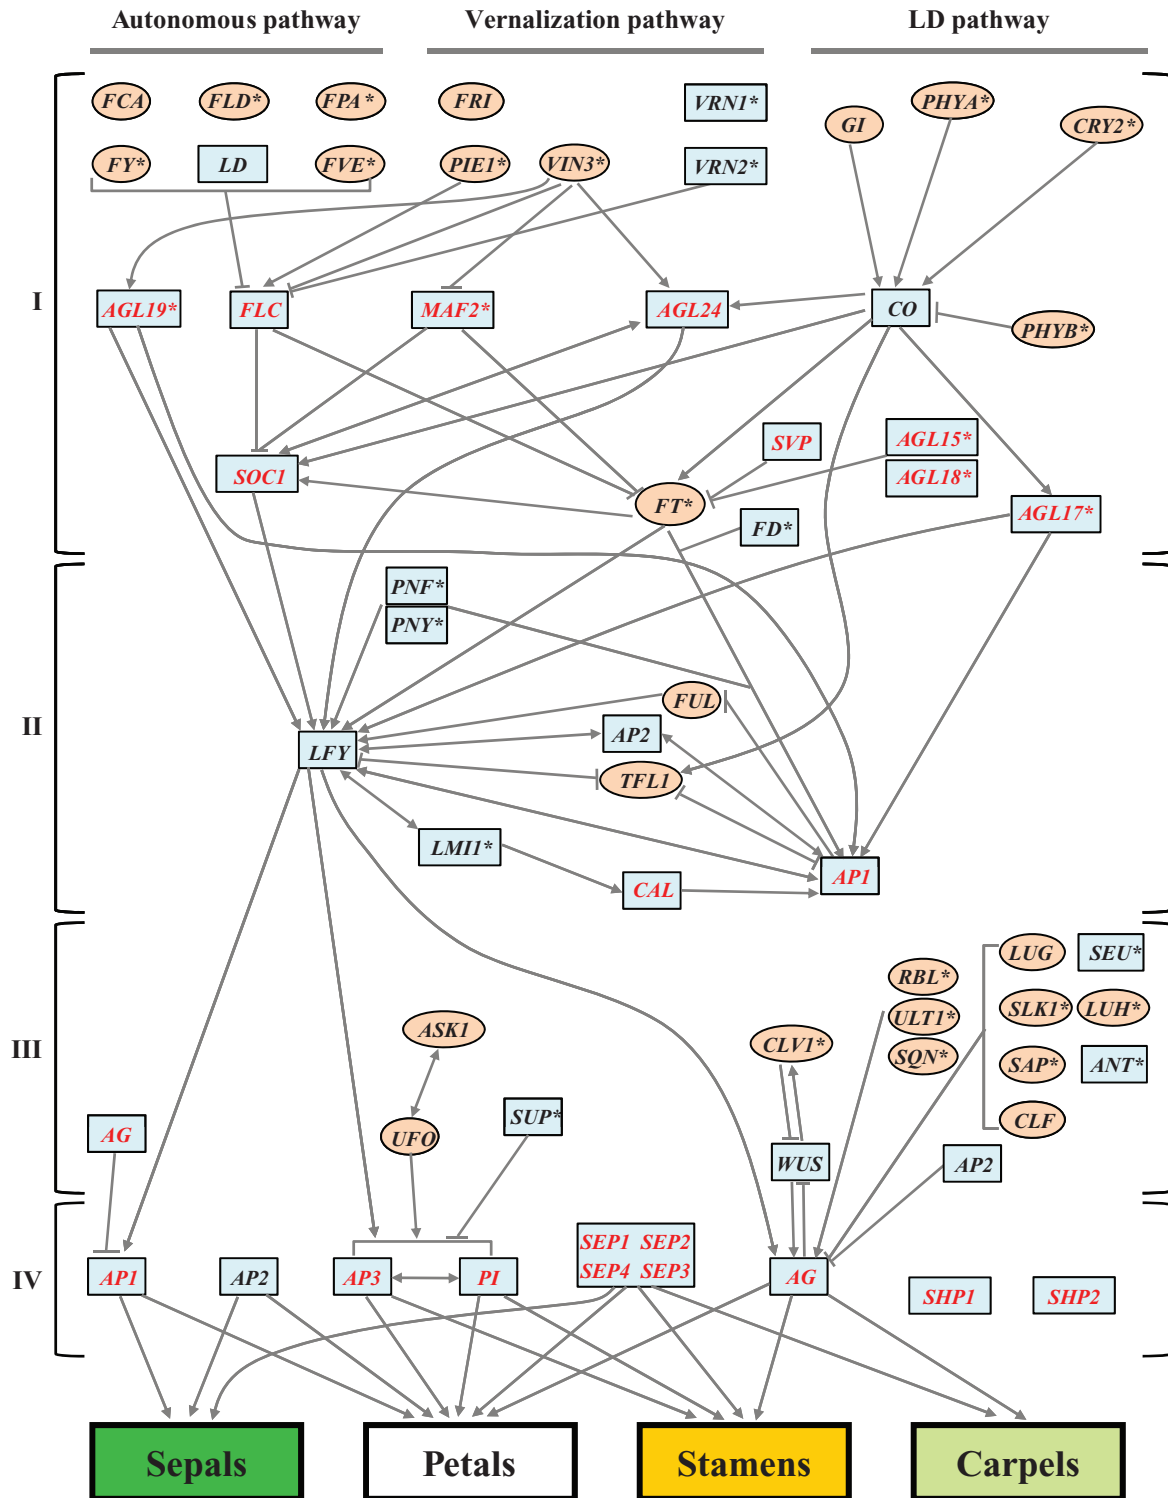 Autonomous pathway Vernalization pathway LD pathway
FCA FLD* FPA* FRI VRN1* GI PHYA* CRY2*
FY* LD FVE* PIE1* VIN3* VRN2*
I
AGL19* FLC MAF2* AGL24 CO PHYB*
SVP AGL15*
SOC1 AGL18*
FT* FD* AGL17*
PNF*
PNY*
II
FUL
LFY AP2
TFL1
LMI1*
CAL AP1
III
RBL* LUG SEU*
ULT1* SLK1* LUH*
ASK1 CLV1* SQN* SAP* ANT*
AG UFO SUP* CLF
WUS AP2
IV
SEP1 SEP2
SEP4 SEP3
AP1 AP2 AP3 PI AG SHP1 SHP2
Sepals Petals Stamens Carpels